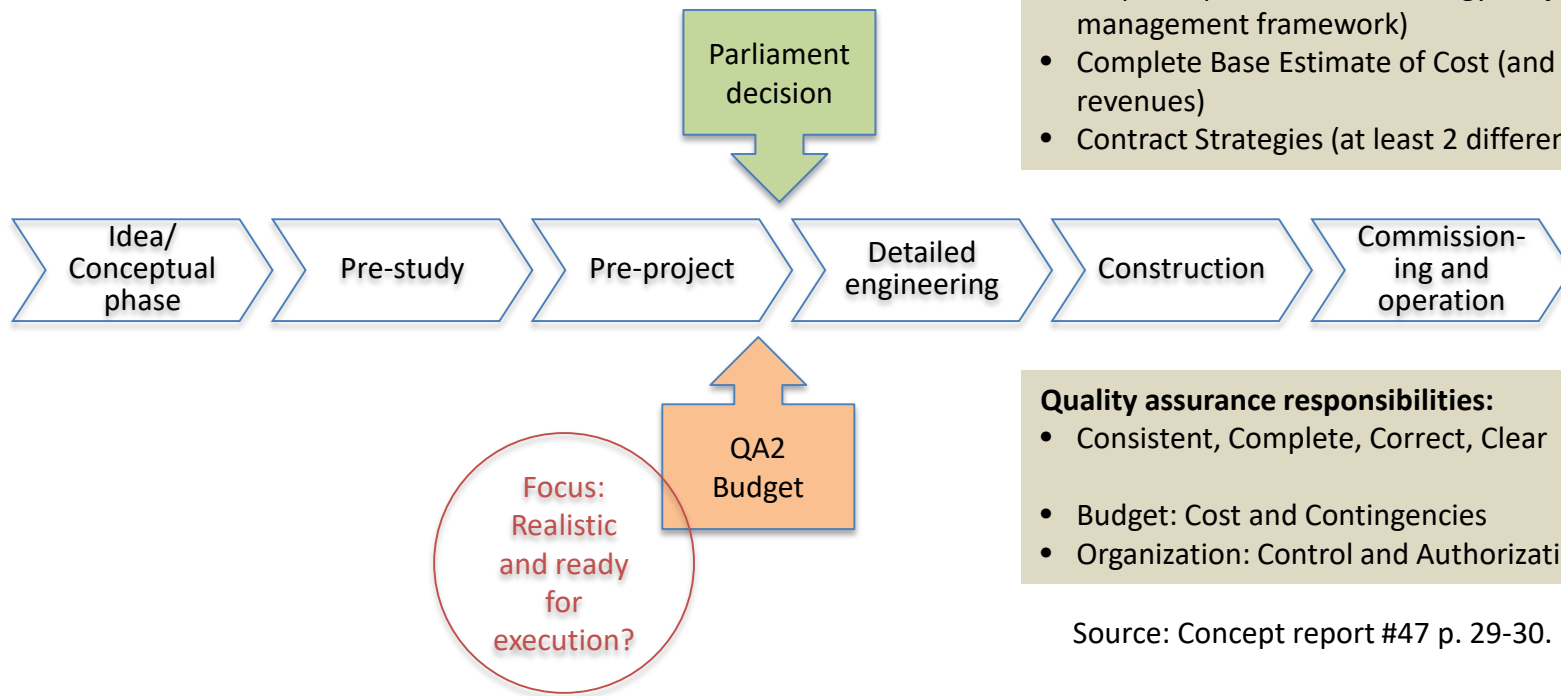 management framework)
• Complete Base Estimate of Cost (and
revenues)
• Contract Strategies (at least 2 different
Parliament
decision
Idea/
Conceptual
phase
Pre-study
Pre-project
Detailed
engineering
Construction
Commission-
ing and
operation
QA2
Budget
Focus:
Realistic
and ready
for
execution?
Quality assurance responsibilities:
• Consistent, Complete, Correct, Clear
• Budget: Cost and Contingencies
• Organization: Control and
Source: Concept report #47 p. 29-30.